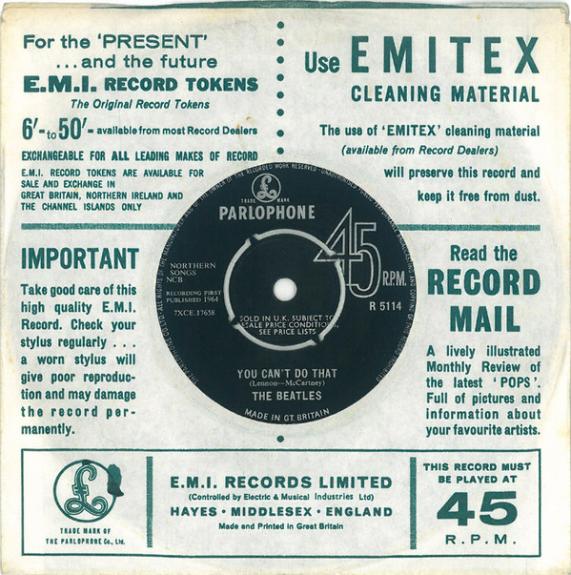 For the 'PRESENT'
...and the future
E.M.I. RECORD TOKENS
The Original Record Tokens
6/- to 50/- available from most Record Dealers
EXCHANGEABLE FOR ALL LEADING MAKES OF RECORD
E.M.I. RECORD TOKENS ARE AVAILABLE FOR
SALE AND EXCHANGE IN
GREAT BRITAIN, NORTHERN IRELAND AND
THE CHANNEL ISLANDS ONLY
Use EMITEX
CLEANING MATERIAL
The use of 'EMITEX' cleaning material
(available from Record Dealers)
will preserve this record and
keep it free from dust.
IMPORTANT
Take good care of this
high quality E.M.I.
Record. Check your
stylus regularly . . .
a worn stylus will
give poor reproduc-
tion and may damage
the record per-
manently.
TRADE MARK
PARLOPHONE
45
R.P.M.
R 5114
NORTHERN
SONGS
NCB
RECORDING FIRST
PUBLISHED 1964
7XCE.17658
SOLD IN U.K. SUBJECT TO
SALE PRICE CONDITION,
SEE PRICE LISTS
YOU CAN'T DO THAT
(Lennon—McCartney)
THE BEATLES
MADE IN GT. BRITAIN
Read the
RECORD
MAIL
A lively illustrated
Monthly Review of
the latest 'POPS'.
Full of pictures and
information about
your favourite artists.
£
TRADE MARK OF
THE PARLOPHONE Co., Ltd.
E.M.I. RECORDS LIMITED
(Controlled by Electric & Musical Industries Ltd)
HAYES · MIDDLESEX · ENGLAND
Made and Printed in Great Britain
THIS RECORD MUST
BE PLAYED AT
45
R.P.M.